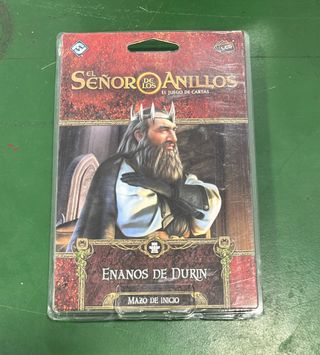 EL
SEÑOR DE LOS ANILLOS
EL JUEGO DE CARTAS
ENANOS DE DURIN
MAZO DE INICIO